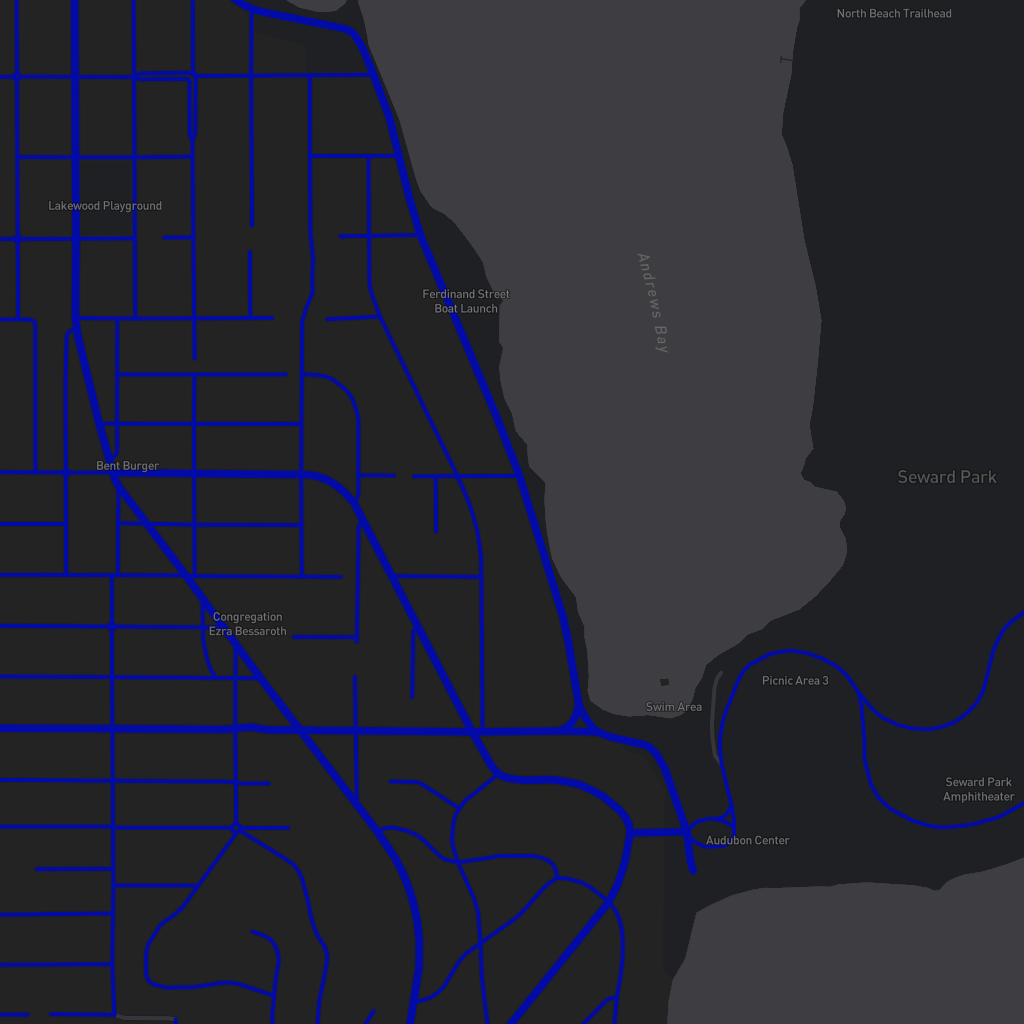 North Beach Trailhead
Lakewood Playground
Andrews Bay
Ferdinand Street
Boat Launch
Bent Burger
Seward Park
Congregation
Ezra Bessaroth
Picnic Area 3
Swim Area
Seward Park
Amphitheater
Audubon Center